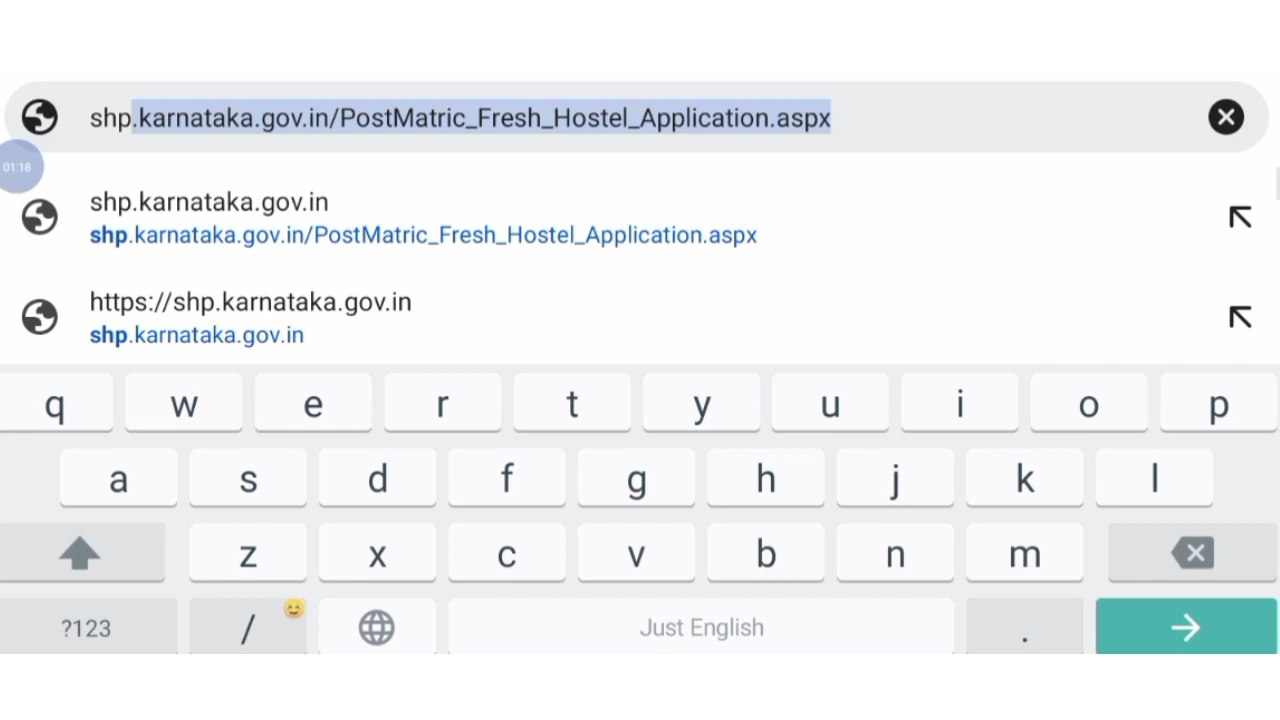 shp.karnataka.gov.in/PostMatric_Fresh_Hostel_Application.aspx
01:18
shp.karnataka.gov.in
shp.karnataka.gov.in/PostMatric_Fresh_Hostel_Application.aspx
https://shp.karnataka.gov.in
shp.karnataka.gov.in
q w e r t y u i o p
a s d f g h j k l
z x c v b n m
?123 / Just English .